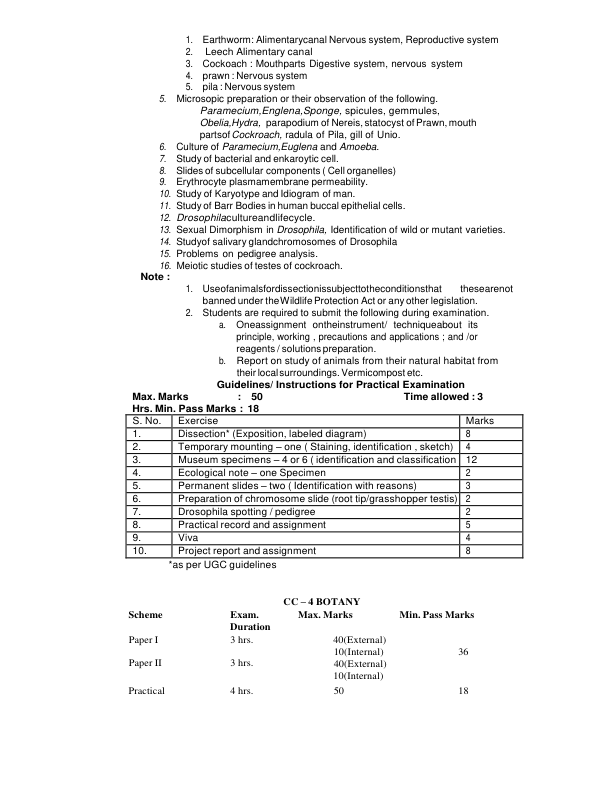 1. Earthworm: Alimentarycanal Nervous system, Reproductive system
2. Leech Alimentary canal
3. Cockoach : Mouthparts Digestive system, nervous system
4. prawn : Nervous system
5. pila : Nervous system
5. Microsopic preparation or their observation of the following.
Paramecium,Englena,Sponge, spicules, gemmules,
Obelia,Hydra, parapodium of Nereis, statocyst of Prawn, mouth
partsof Cockroach, radula of Pila, gill of Unio.
6. Culture of Paramecium,Euglena and Amoeba.
7. Study of bacterial and enkaroytic cell.
8. Slides of subcellular components ( Cell organelles)
9. Erythrocyte plasmamembrane permeability.
10. Study of Karyotype and Idiogram of man.
11. Study of Barr Bodies in human buccal epithelial cells.
12. Drosophilacultureandlifecycle.
13. Sexual Dimorphism in Drosophila, Identification of wild or mutant varieties.
14. Studyof salivary glandchromosomes of Drosophila
15. Problems on pedigree analysis.
16. Meiotic studies of testes of cockroach.
Note :
1. Useofanimalsfordissectionissubjecttotheconditionsthat thesearenot
banned under theWildlife Protection Act or any other legislation.
2. Students are required to submit the following during examination.
a. Oneassignment ontheinstrument/ techniqueabout its
principle, working , precautions and applications ; and /or
reagents / solutions preparation.
b. Report on study of animals from their natural habitat from
their local surroundings. Vermicompost etc.
Guidelines/ Instructions for Practical Examination
Max. Marks : 50 Time allowed : 3
Hrs. Min. Pass Marks : 18
S. No. Exercise Marks
1. Dissection* (Exposition, labeled diagram) 8
2. Temporary mounting – one ( Staining, identification , sketch) 4
3. Museum specimens – 4 or 6 ( identification and classification 12
4. Ecological note – one Specimen 2
5. Permanent slides – two ( Identification with reasons) 3
6. Preparation of chromosome slide (root tip/grasshopper testis) 2
7. Drosophila spotting / pedigree 2
8. Practical record and assignment 5
9. Viva 4
10. Project report and assignment 8
*as per UGC guidelines
CC – 4 BOTANY
Scheme Exam. Max. Marks Min. Pass Marks
Duration
Paper I 3 hrs. 40(External)
10(Internal) 36
Paper II 3 hrs. 40(External)
10(Internal)
Practical 4 hrs. 50 18